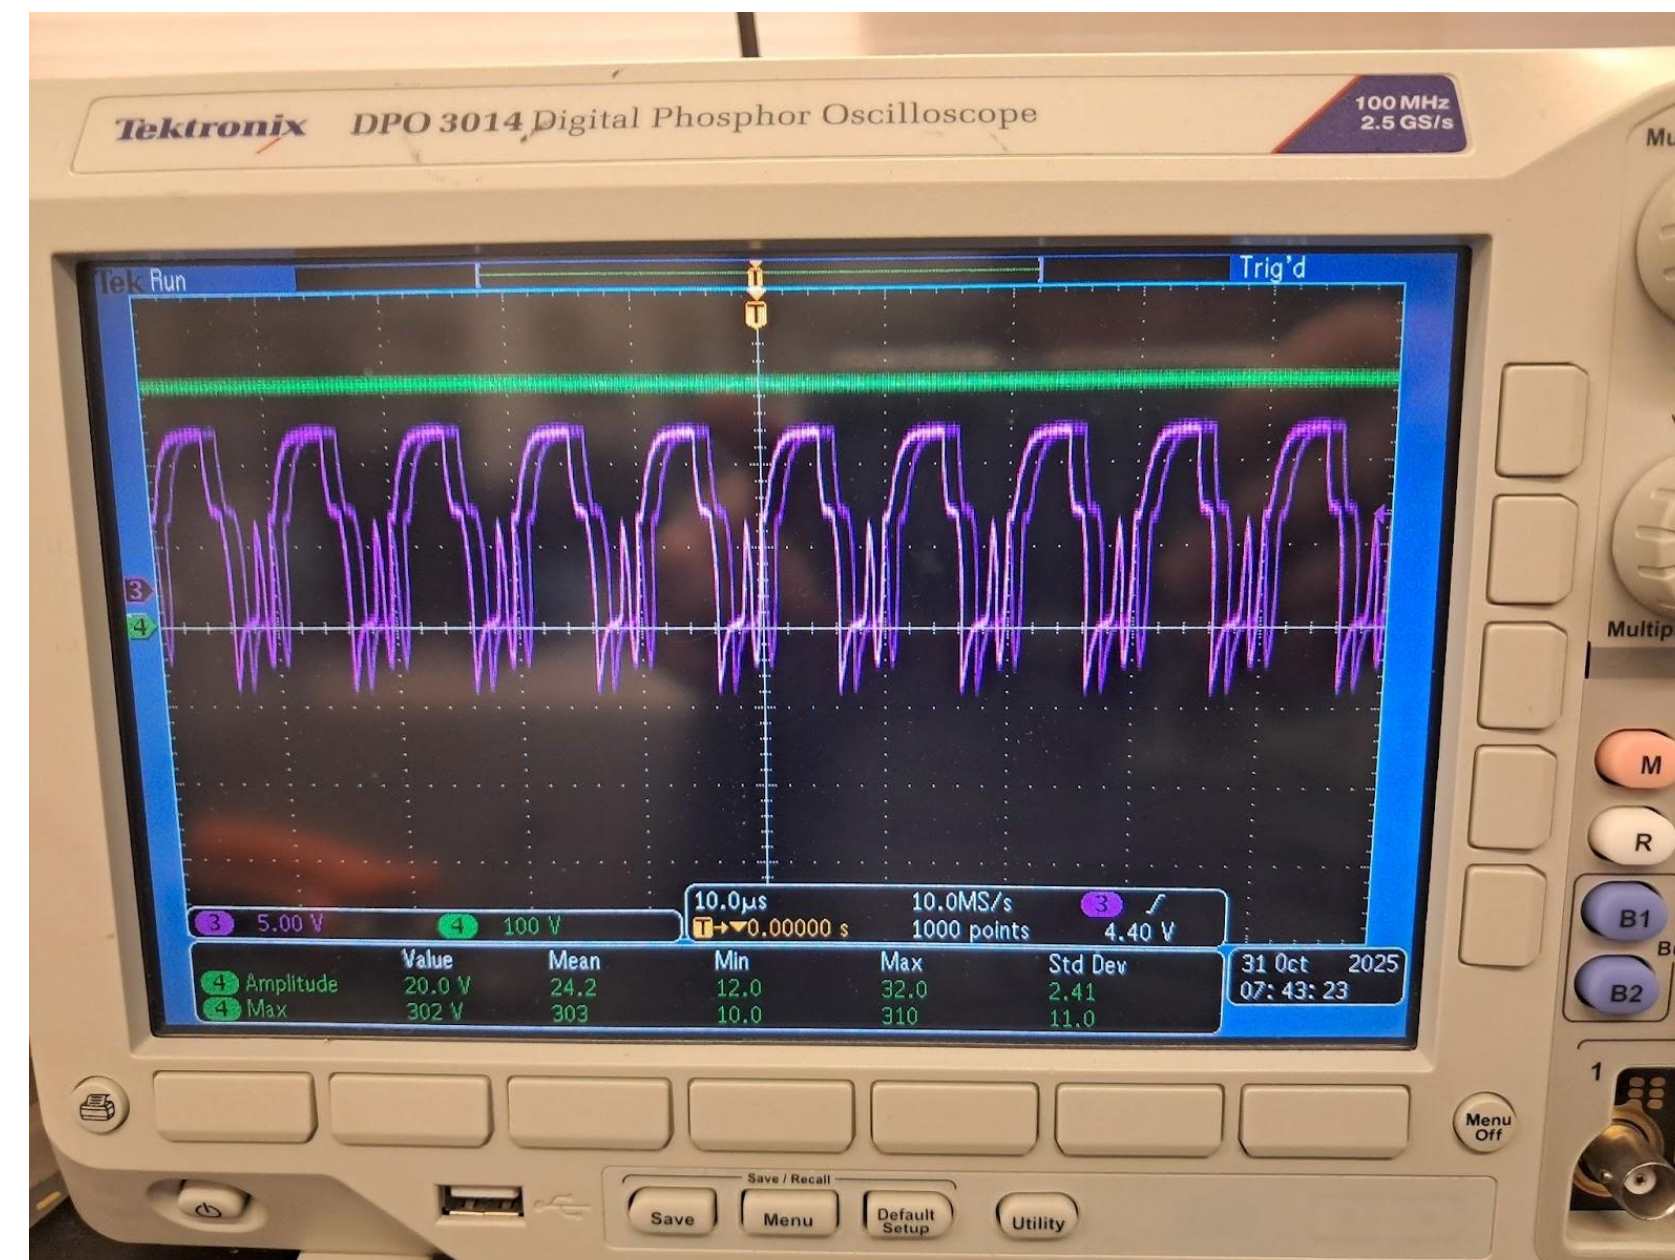 Tektronix DPO 3014 Digital Phosphor Oscilloscope
100 MHz
2.5 GS/s
Tek Run
Trig'd
T
T
3
4
3 5.00 V 4 100 V
10.0µs 10.0MS/s 3
T→▼0.00000 s 1000 points 4.40 V
Value Mean Min Max Std Dev
4 Amplitude 20.0 V 24.2 12.0 32.0 2.41
4 Max 302 V 303 10.0 310 11.0
31 Oct 2025
07:43:23
M
R
B1
B2
1
Menu
Off
Save / Recall
Save
Menu
Default
Setup
Utility